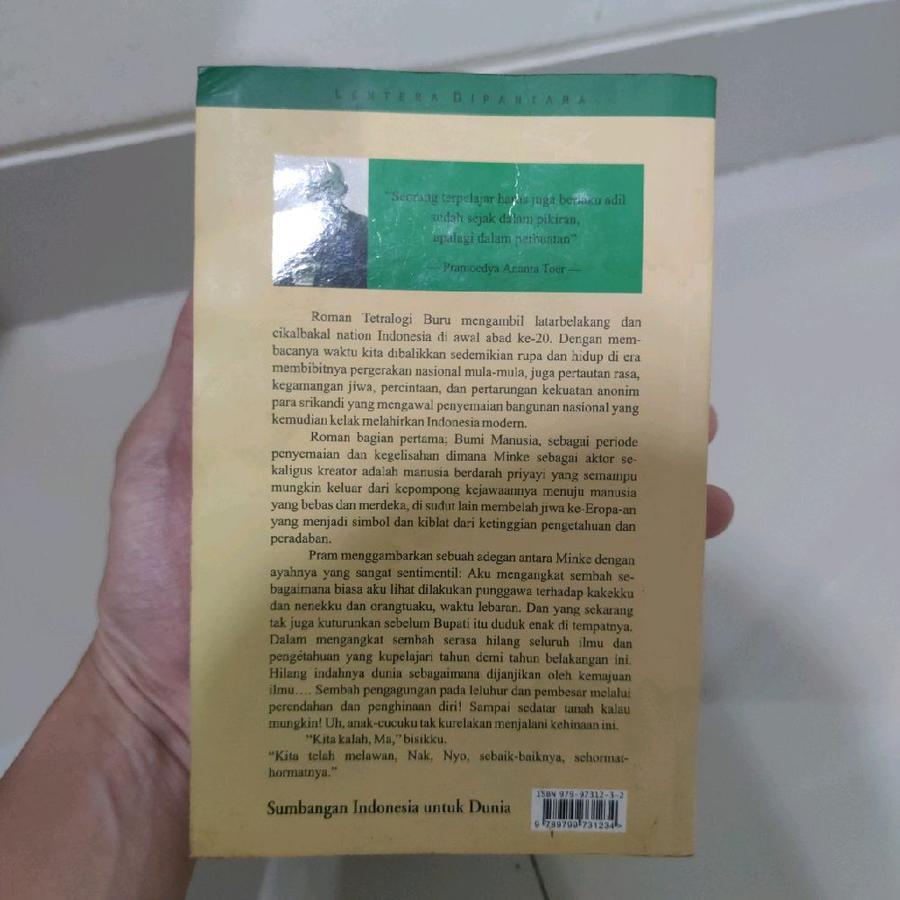 LENTERA DIPANTARA
"Seorang terpelajar harus juga berlaku adil
sudah sejak dalam pikiran,
apalagi dalam perbuatan"
— Pramoedya Ananta Toer —
Roman Tetralogi Buru mengambil latarbelakang dan
cikalbakal nation Indonesia di awal abad ke-20. Dengan mem-
bacanya waktu kita dibalikkan sedemikian rupa dan hidup di era
membibitnya pergerakan nasional mula-mula, juga pertautan rasa,
kegamangan jiwa, percintaan, dan pertarungan kekuatan anonim
para srikandi yang mengawal penyemaian bangunan nasional yang
kemudian kelak melahirkan Indonesia modern.
Roman bagian pertama; Bumi Manusia, sebagai periode
penyemaian dan kegelisahan dimana Minke sebagai aktor se-
kaligus kreator adalah manusia berdarah priyayi yang semampu
mungkin keluar dari kepompong kejawaannya menuju manusia
yang bebas dan merdeka, di sudut lain membelah jiwa ke-Eropa-an
yang menjadi simbol dan kiblat dari ketinggian pengetahuan dan
peradaban.
Pram menggambarkan sebuah adegan antara Minke dengan
ayahnya yang sangat sentimentil: Aku mengangkat sembah se-
bagaimana biasa aku lihat dilakukan punggawa terhadap kakekku
dan nenekku dan orangtuaku, waktu lebaran. Dan yang sekarang
tak juga kuturunkan sebelum Bupati itu duduk enak di tempatnya.
Dalam mengangkat sembah serasa hilang seluruh ilmu dan
pengetahuan yang kupelajari tahun demi tahun belakangan ini.
Hilang indahnya dunia sebagaimana dijanjikan oleh kemajuan
ilmu.... Sembah pengagungan pada leluhur dan pembesar melalui
perendahan dan penghinaan diri! Sampai sedatar tanah kalau
mungkin! Uh, anak-cucuku tak kurelakan menjalani kehinaan ini.
"Kita kalah, Ma," bisikku.
"Kita telah melawan, Nak, Nyo, sebaik-baiknya, sehormat-
hormatnya."
Sumbangan Indonesia untuk Dunia
ISBN 979-97312-3-2
9 789799 731234 >